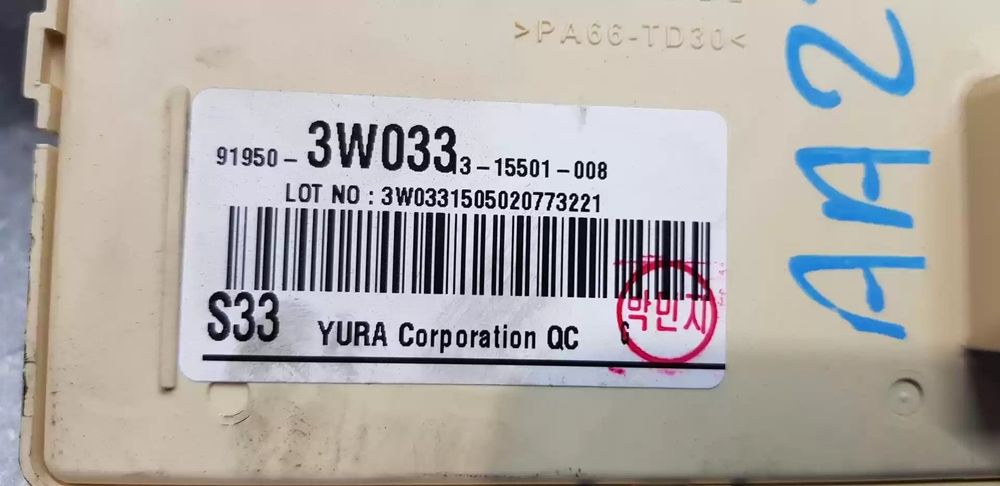 >PA66-TD30<
91950-3W033 3-15501-008
LOT NO : 3W0331505020773221
S33 YURA Corporation QC G
박민지